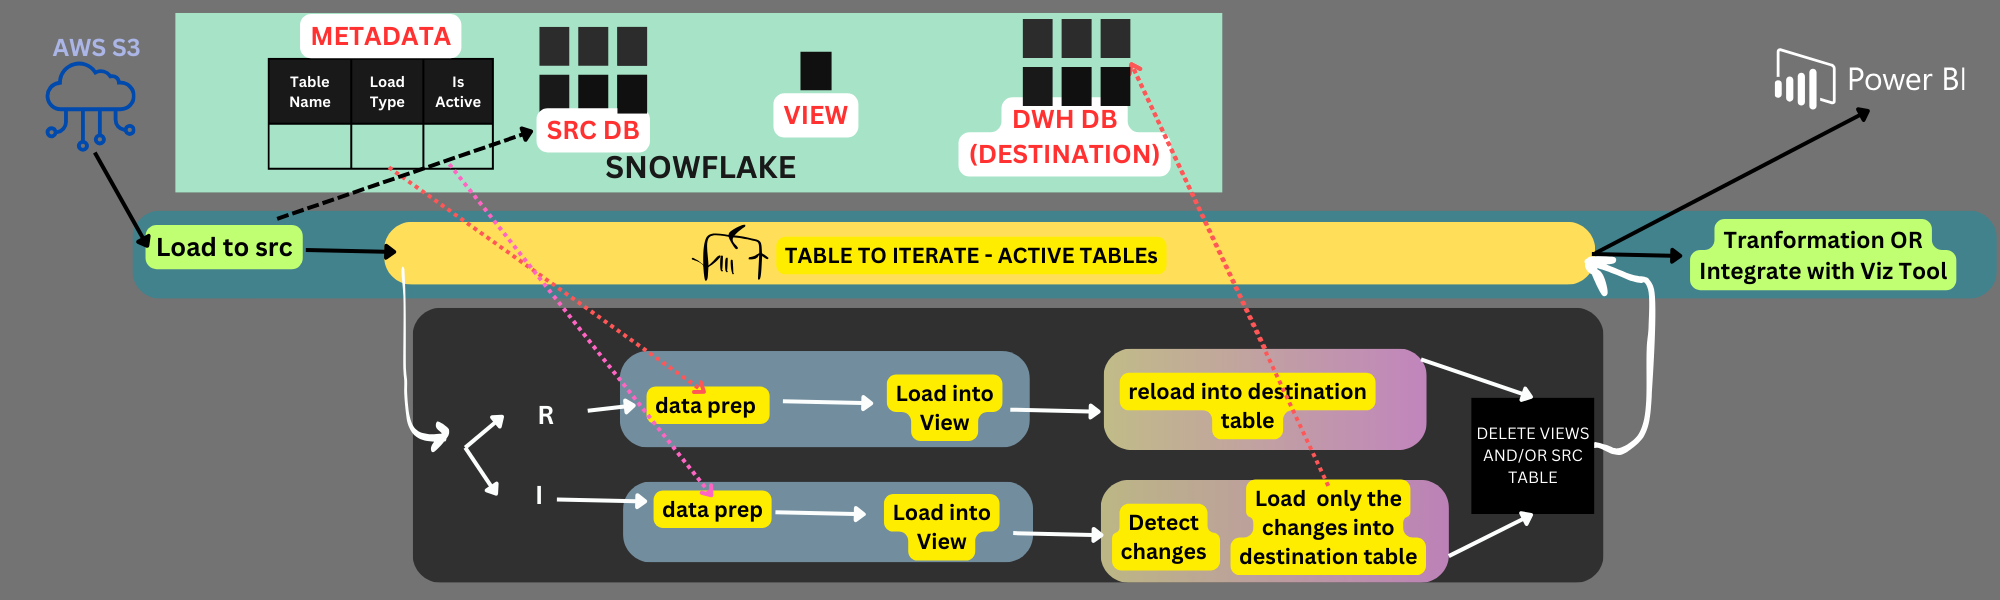 AWS S3
METADATA
Table Name
Load Type
Is Active
SRC DB
VIEW
DWH DB
(DESTINATION)
SNOWFLAKE
Power BI
Load to src
TABLE TO ITERATE - ACTIVE TABLEs
Tranformation OR
Integrate with Viz Tool
R
data prep
Load into
View
reload into destination
table
DELETE VIEWS
AND/OR SRC
TABLE
I
data prep
Load into
View
Detect
changes
Load only the
changes into
destination table